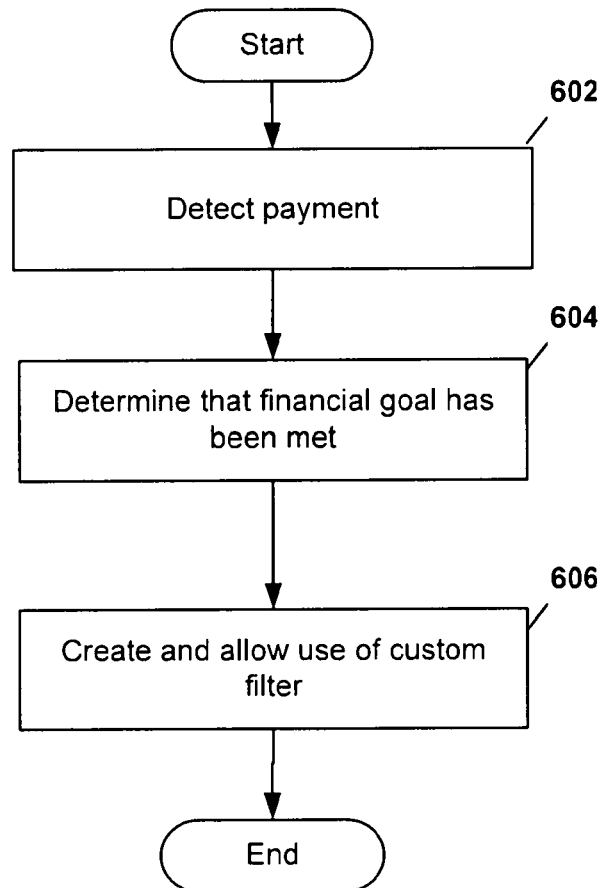 Start
602
Detect payment
604
Determine that financial goal has
been met
606
Create and allow use of custom
filter
End